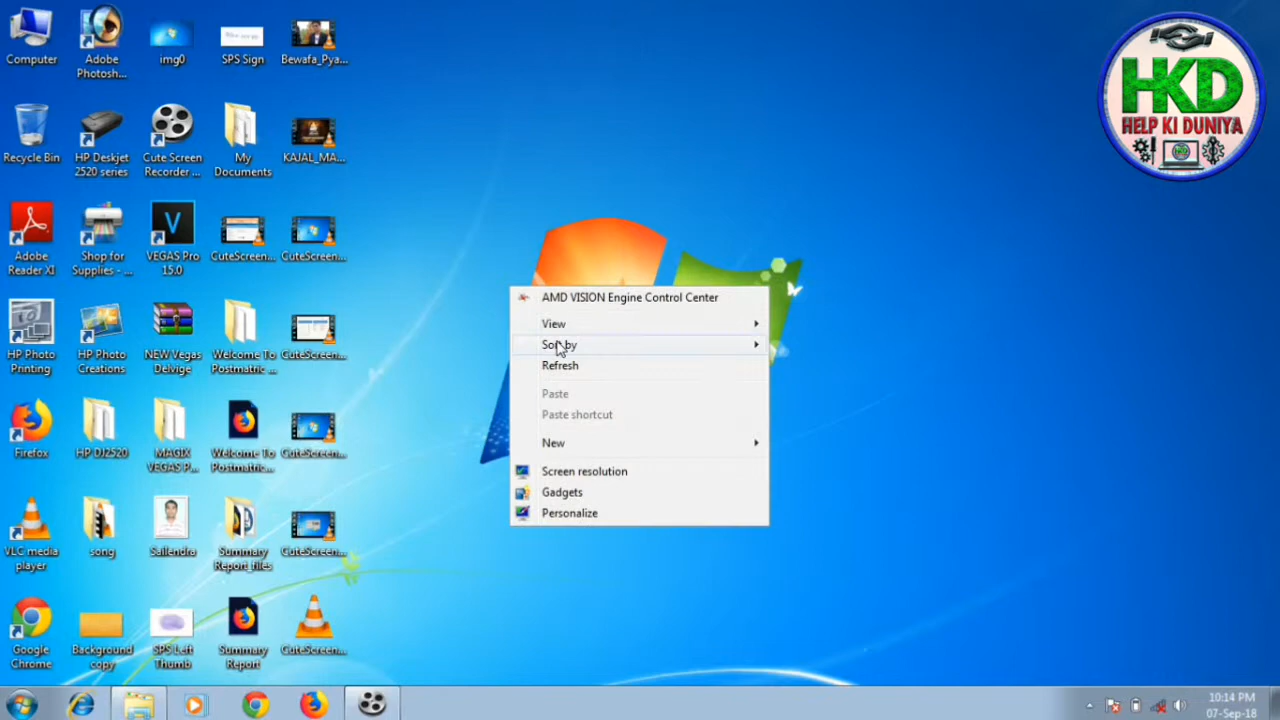 Computer
Adobe
Photosh...
img0
SPS Sign
Bewafa_Pya...
Recycle Bin
HP Deskjet
2520 series
Cute Screen
Recorder ...
My
Documents
KAJAL_MA...
Adobe
Reader XI
Shop for
Supplies - ...
VEGAS Pro
15.0
CuteScreen...
CuteScreen...
HP Photo
Printing
HP Photo
Creations
NEW Vegas
Delvige
Welcome To
Postmatric ...
CuteScreen...
Firefox
HP DJ2520
MAGIX
VEGAS P...
Welcome To
Postmatric...
CuteScreen...
VLC media
player
song
Sailendra
Summary
Report_files
CuteScreen...
Google
Chrome
Background
copy
SPS Left
Thumb
Summary
Report
CuteScreen...
AMD VISION Engine Control Center
View
Sort by
Refresh
Paste
Paste shortcut
New
Screen resolution
Gadgets
Personalize
HKD
HELP KI DUNIYA
10:14 PM
07-Sep-18